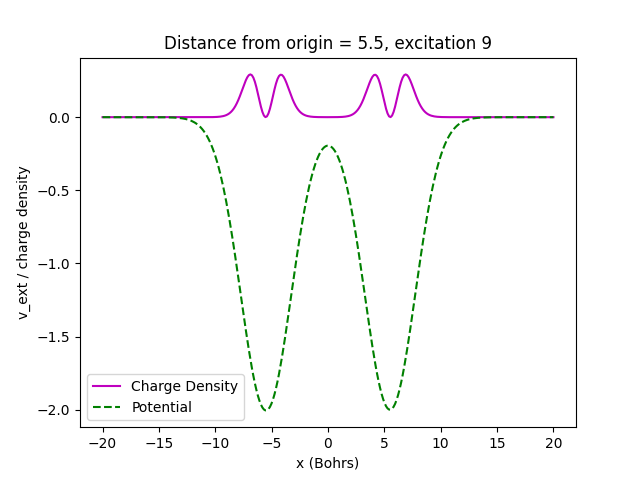 Distance from origin = 5.5, excitation 9
v_ext / charge density
0.0
−0.5
−1.0
−1.5
−2.0
Charge Density
Potential
−20 −15 −10 −5 0 5 10 15 20
x (Bohrs)